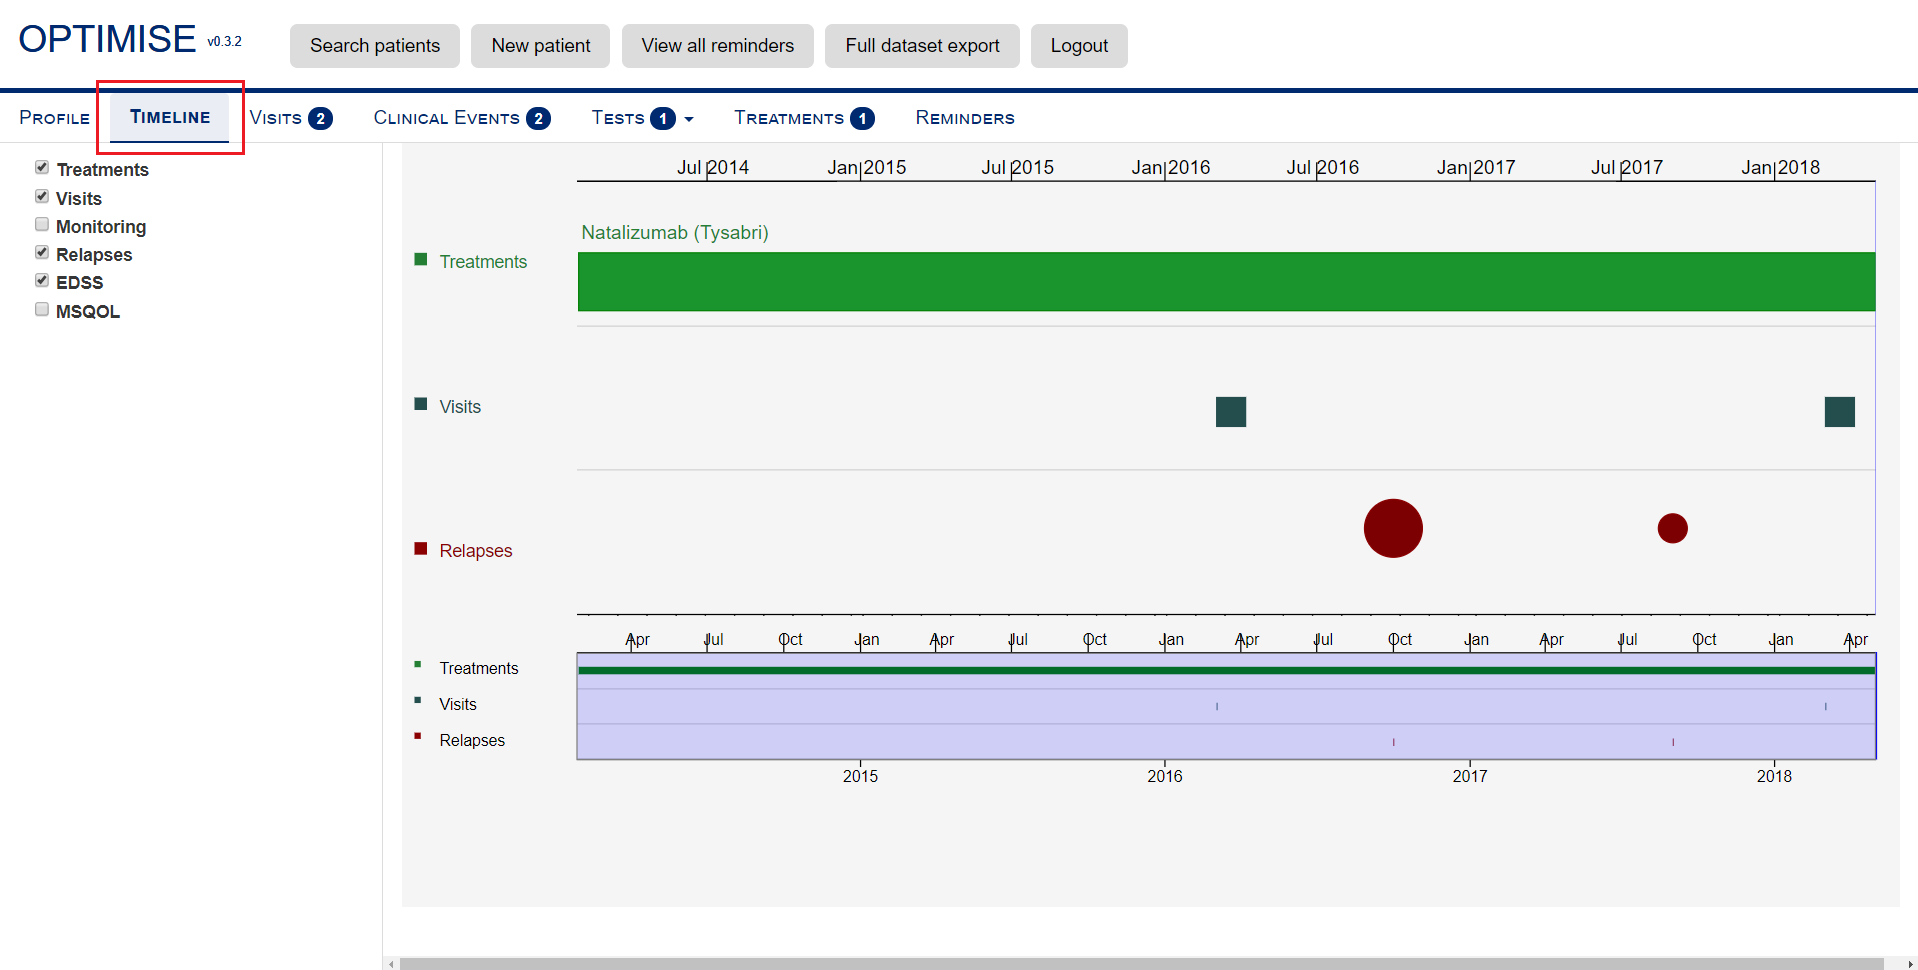 OPTIMISE v0.3.2
Search patients New patient View all reminders Full dataset export Logout
PROFILE TIMELINE VISITS 2 CLINICAL EVENTS 2 TESTS 1 TREATMENTS 1 REMINDERS
Treatments
Visits
Monitoring
Relapses
EDSS
MSQOL
Jul 2014 Jan 2015 Jul 2015 Jan 2016 Jul 2016 Jan 2017 Jul 2017 Jan 2018
Natalizumab (Tysabri)
Treatments
Visits
Relapses
Apr Jul Oct Jan Apr Jul Oct Jan Apr Jul Oct Jan Apr Jul Oct Jan Apr
Treatments
Visits
Relapses
2015 2016 2017 2018